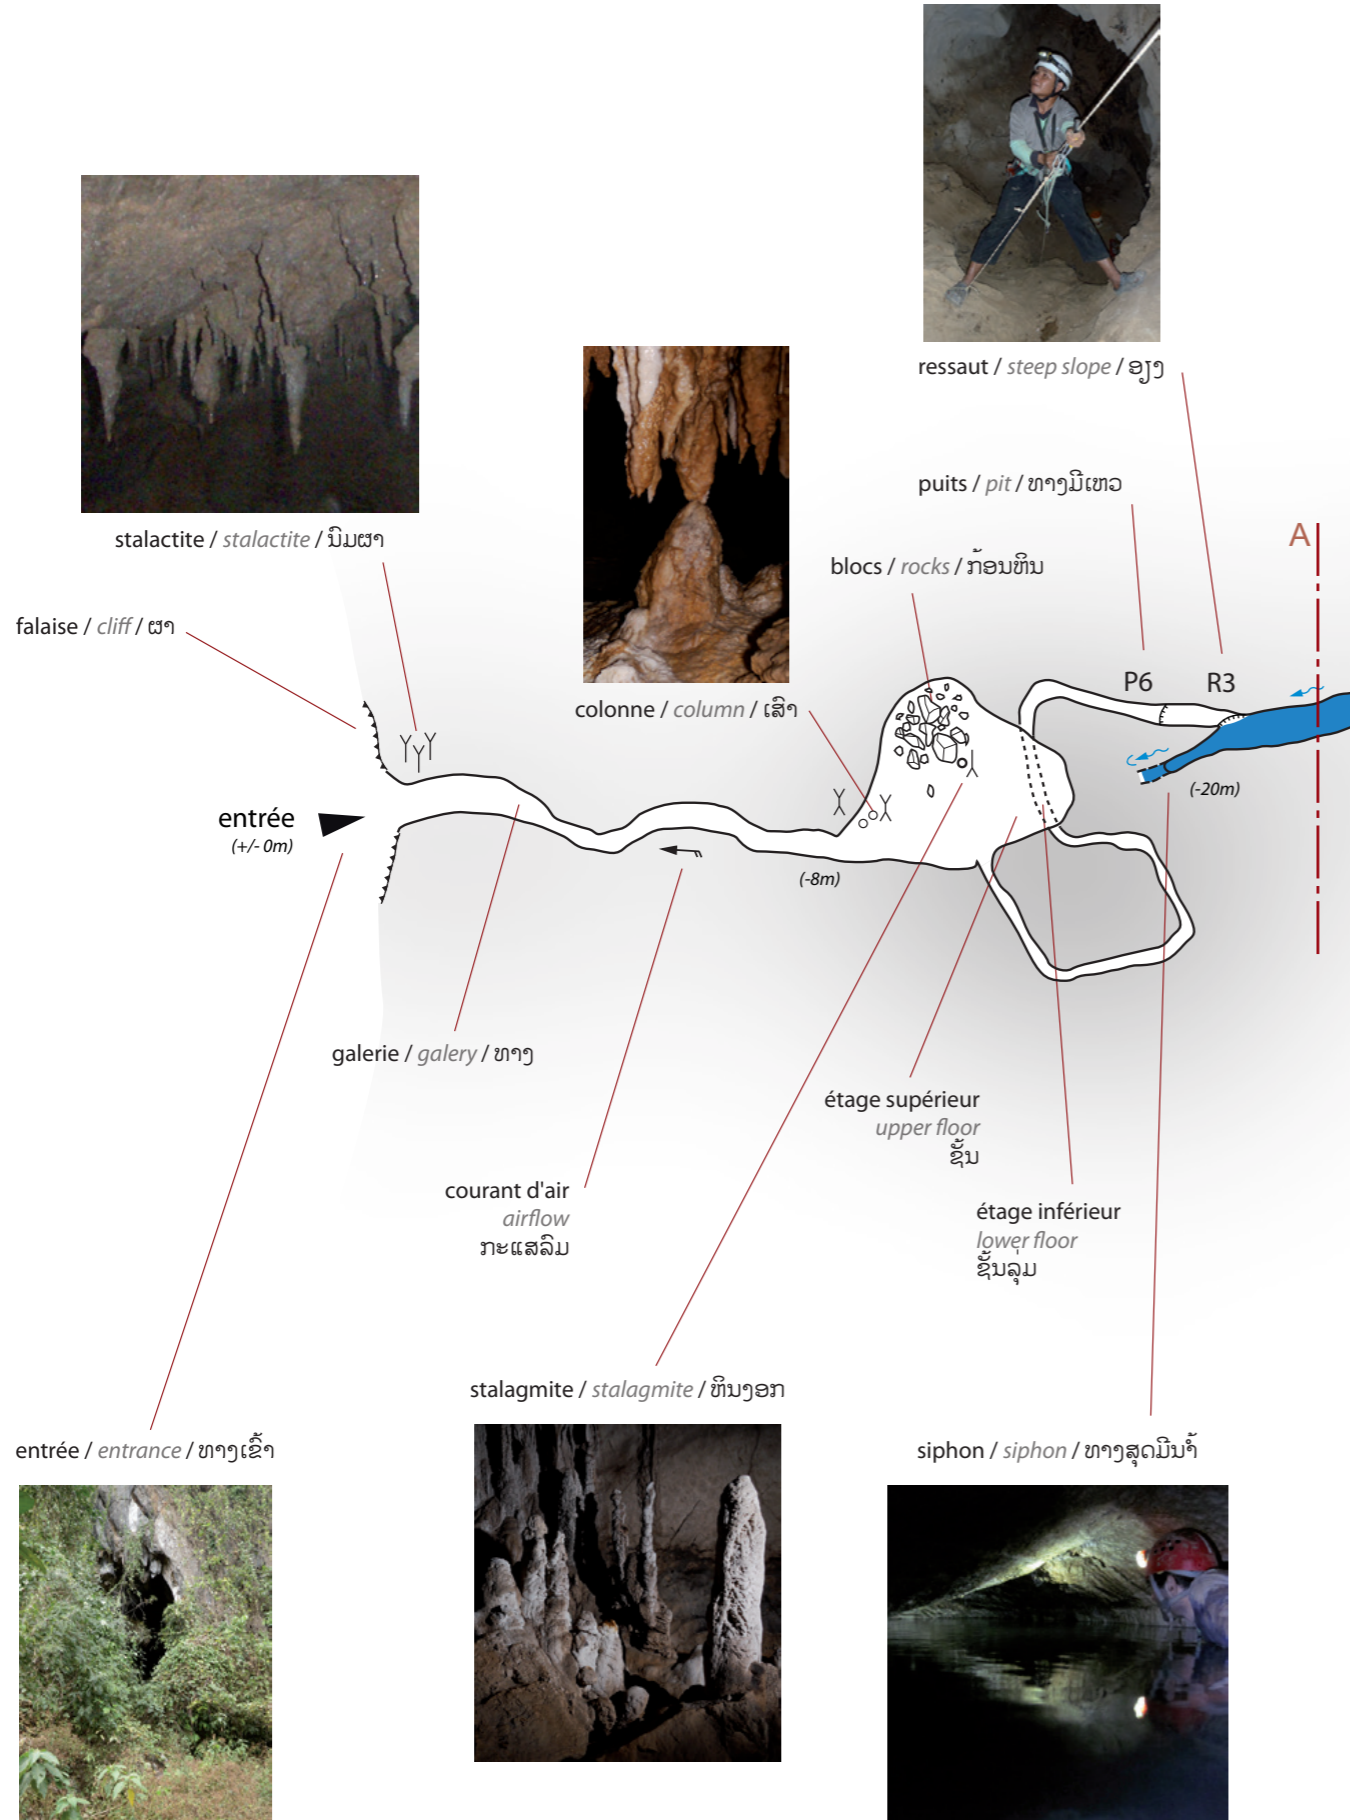 ressaut / steep slope / ອຽງ
puits / pit / ທາງມີເຫວ
A
stalactite / stalactite / ນົມຜາ
blocs / rocks / ກ້ອນຫິນ
falaise / cliff / ຜາ
P6
R3
colonne / column / ເສົາ
(-20m)
entrée
(+/- 0m)
(-8m)
galerie / galery / ທາງ
étage supérieur
upper floor
ຊັ້ນ
courant d'air
airflow
ກະແສລົມ
étage inférieur
lower floor
ຊັ້ນລຸ່ມ
stalagmite / stalagmite / ຫິນງອກ
entrée / entrance / ທາງເຂົ້າ
siphon / siphon / ທາງສຸດມີນ້ຳ